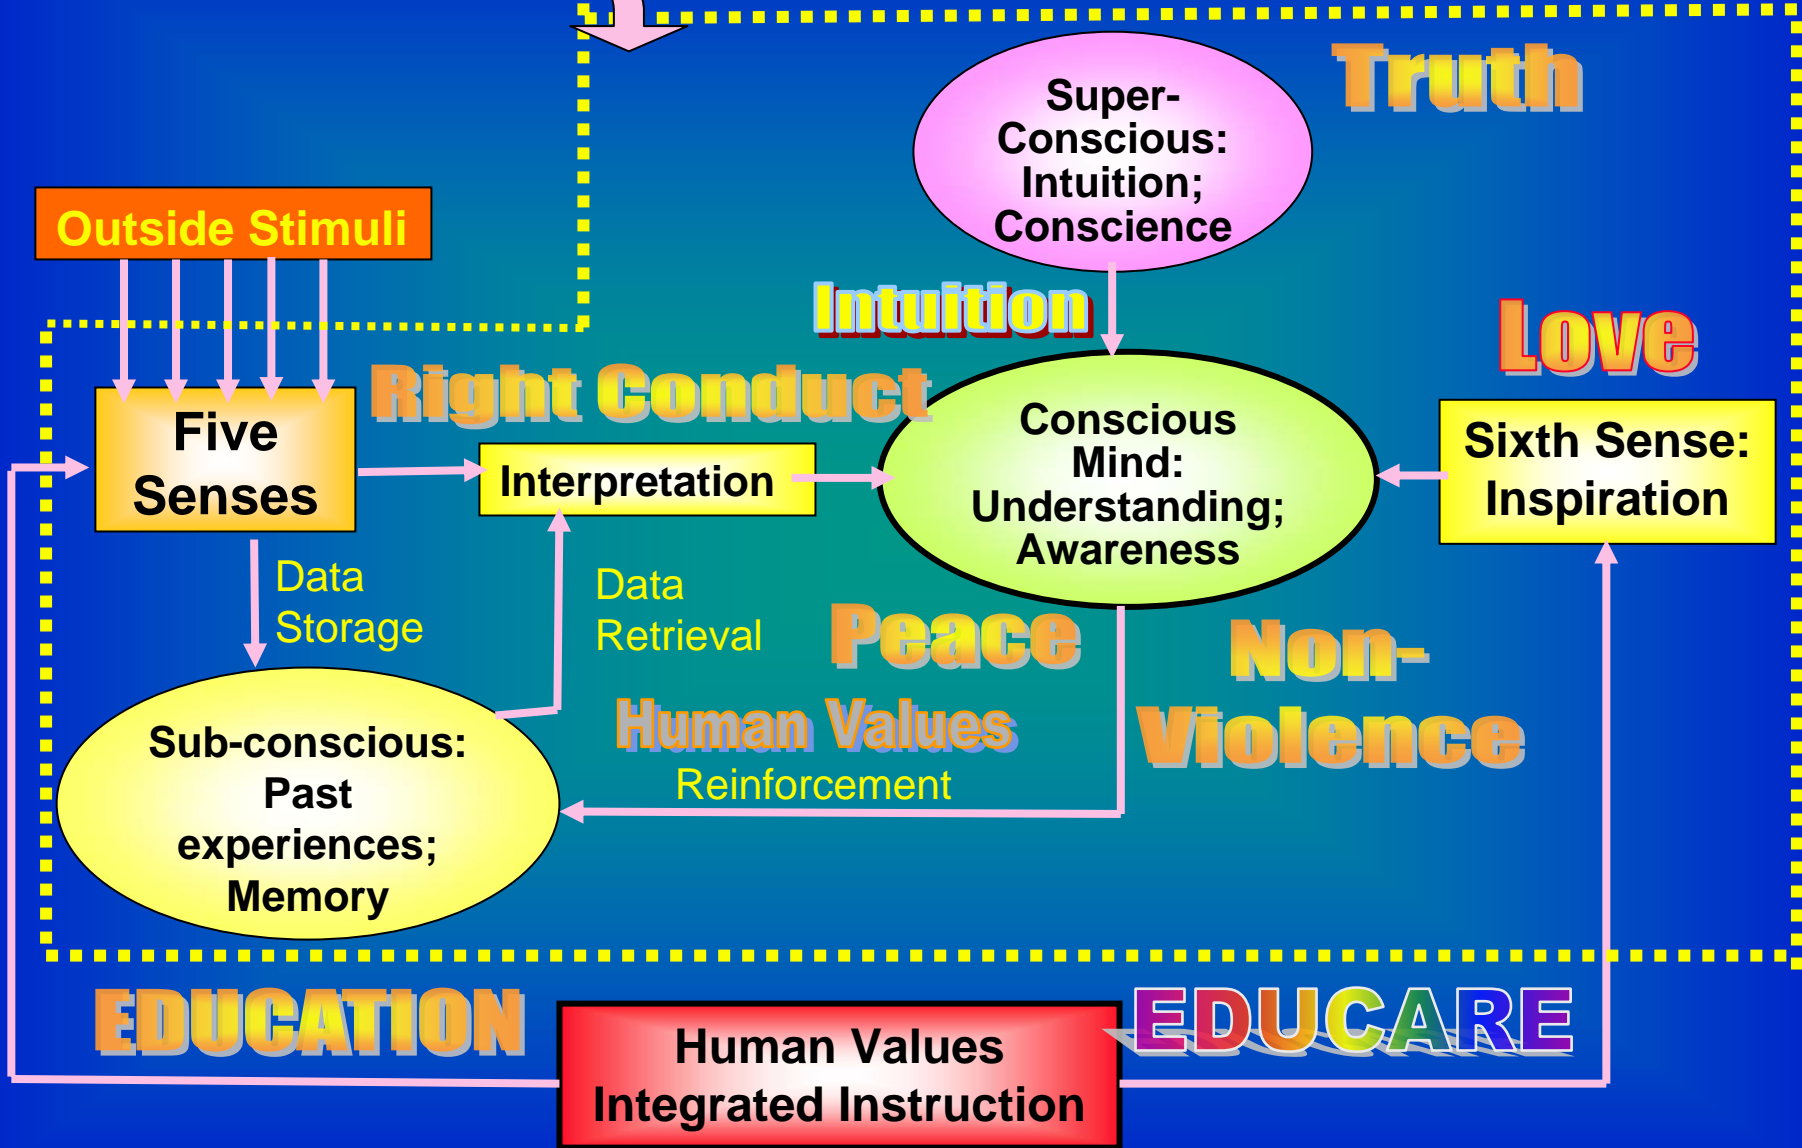 Truth
Super-
Conscious:
Intuition;
Conscience
Outside Stimuli
Intuition
Love
Right Conduct
Five
Senses
Interpretation
Conscious
Mind:
Understanding;
Awareness
Sixth Sense:
Inspiration
Data
Storage
Data
Retrieval
Peace
Non-
Violence
Human Values
Reinforcement
Sub-conscious:
Past
experiences;
Memory
EDUCATION
EDUCARE
Human Values
Integrated Instruction